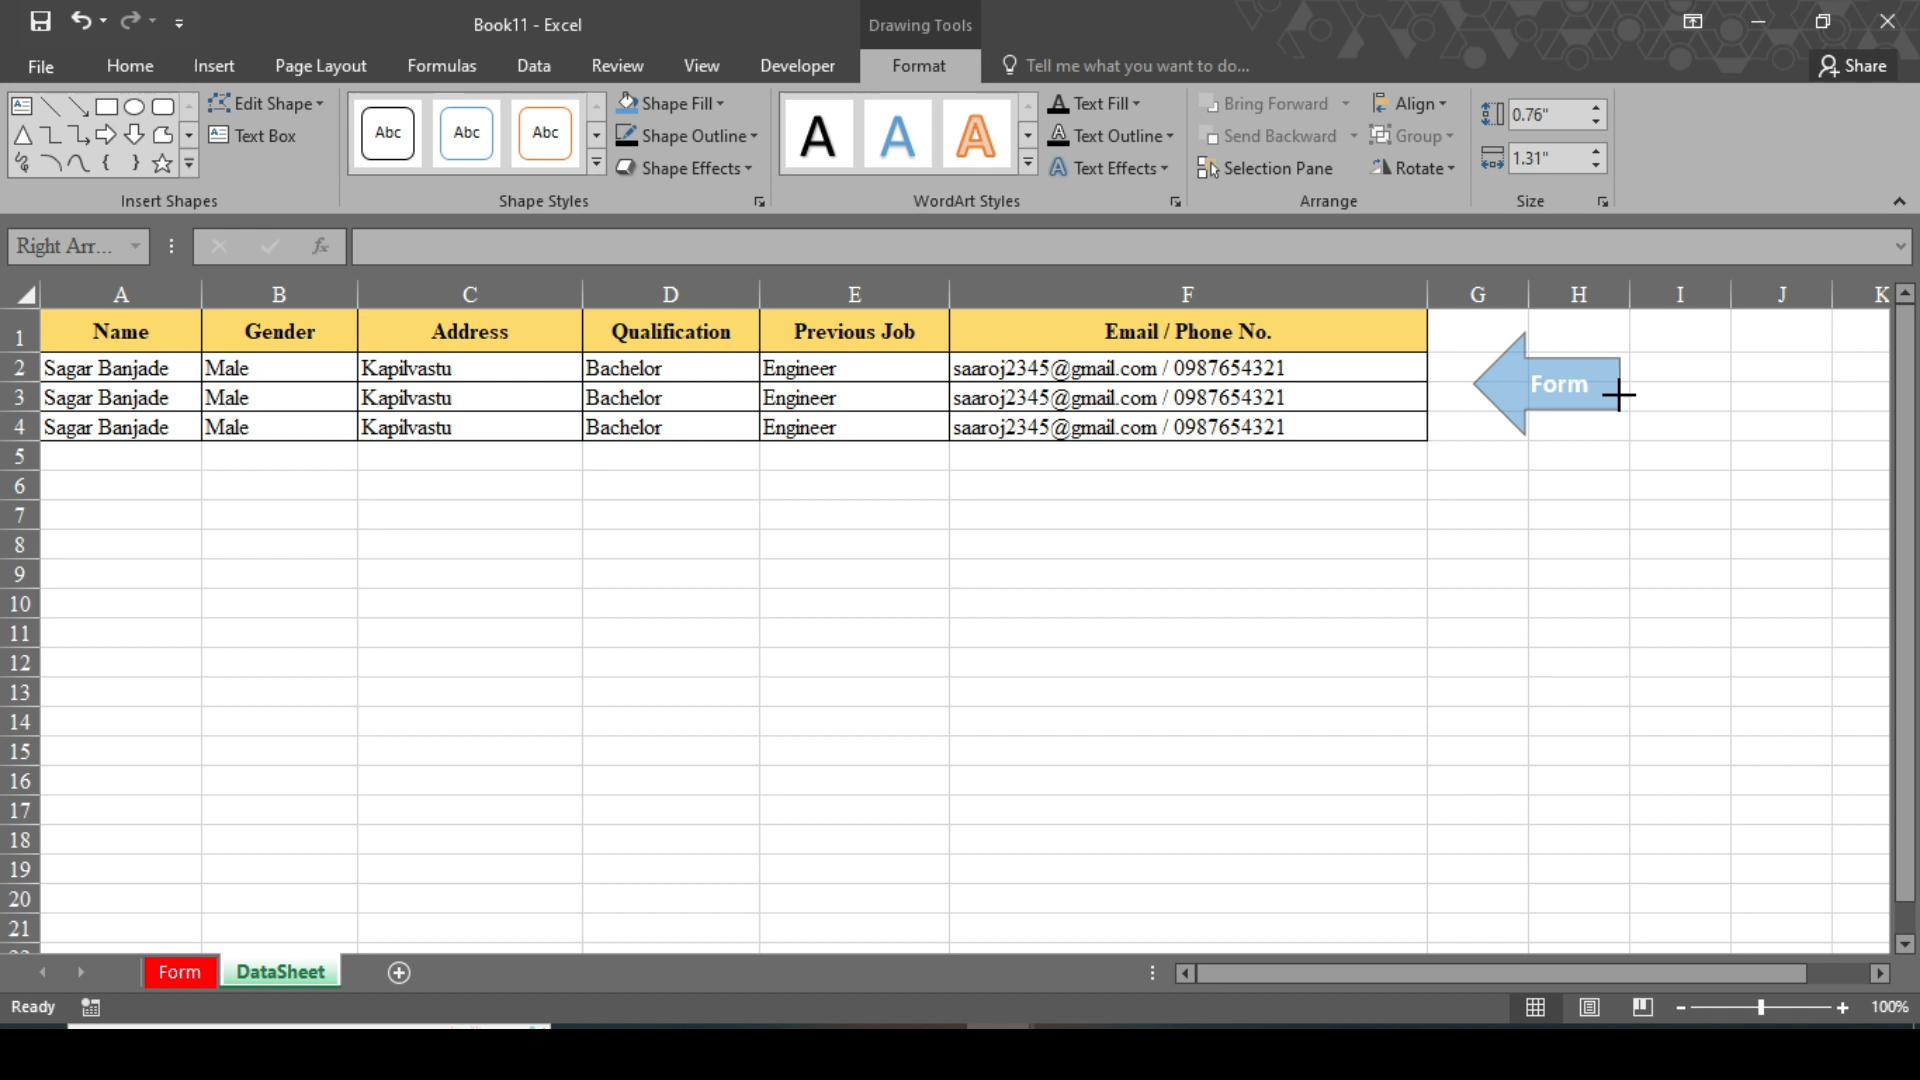 Book11 - Excel
Drawing Tools
File Home Insert Page Layout Formulas Data Review View Developer Format Tell me what you want to do... Share
Edit Shape
Text Box
Insert Shapes
Abc Abc Abc
Shape Fill
Shape Outline
Shape Effects
Shape Styles
A A A
Text Fill
Text Outline
Text Effects
WordArt Styles
Bring Forward
Send Backward
Selection Pane
Align
Group
Rotate
Arrange
0.76"
1.31"
Size
Right Arr... fx
A B C D E F G H I J K
1 Name Gender Address Qualification Previous Job Email / Phone No.
2 Sagar Banjade Male Kapilvastu Bachelor Engineer saaroj2345@gmail.com / 0987654321
3 Sagar Banjade Male Kapilvastu Bachelor Engineer saaroj2345@gmail.com / 0987654321
4 Sagar Banjade Male Kapilvastu Bachelor Engineer saaroj2345@gmail.com / 0987654321
Form
5
6
7
8
9
10
11
12
13
14
15
16
17
18
19
20
21
Form DataSheet
Ready 100%